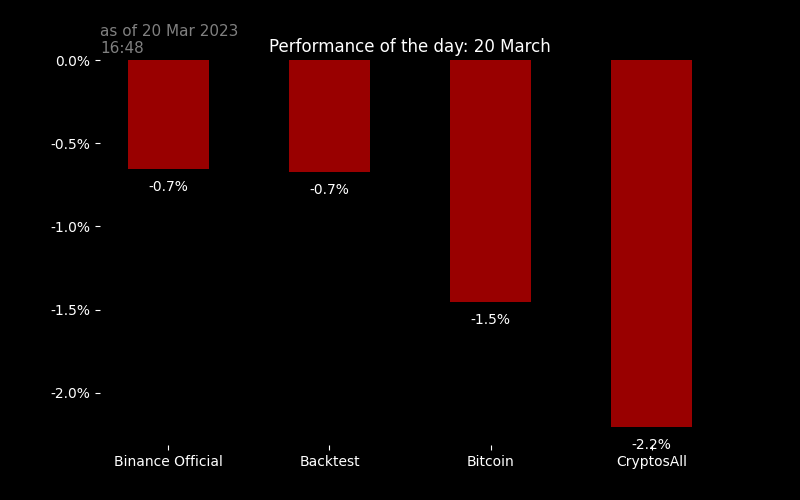 as of 20 Mar 2023
16:48
Performance of the day: 20 March
0.0%
-0.5%
-1.0%
-1.5%
-2.0%
-0.7%
-0.7%
-1.5%
-2.2%
Binance Official
Backtest
Bitcoin
CryptosAll